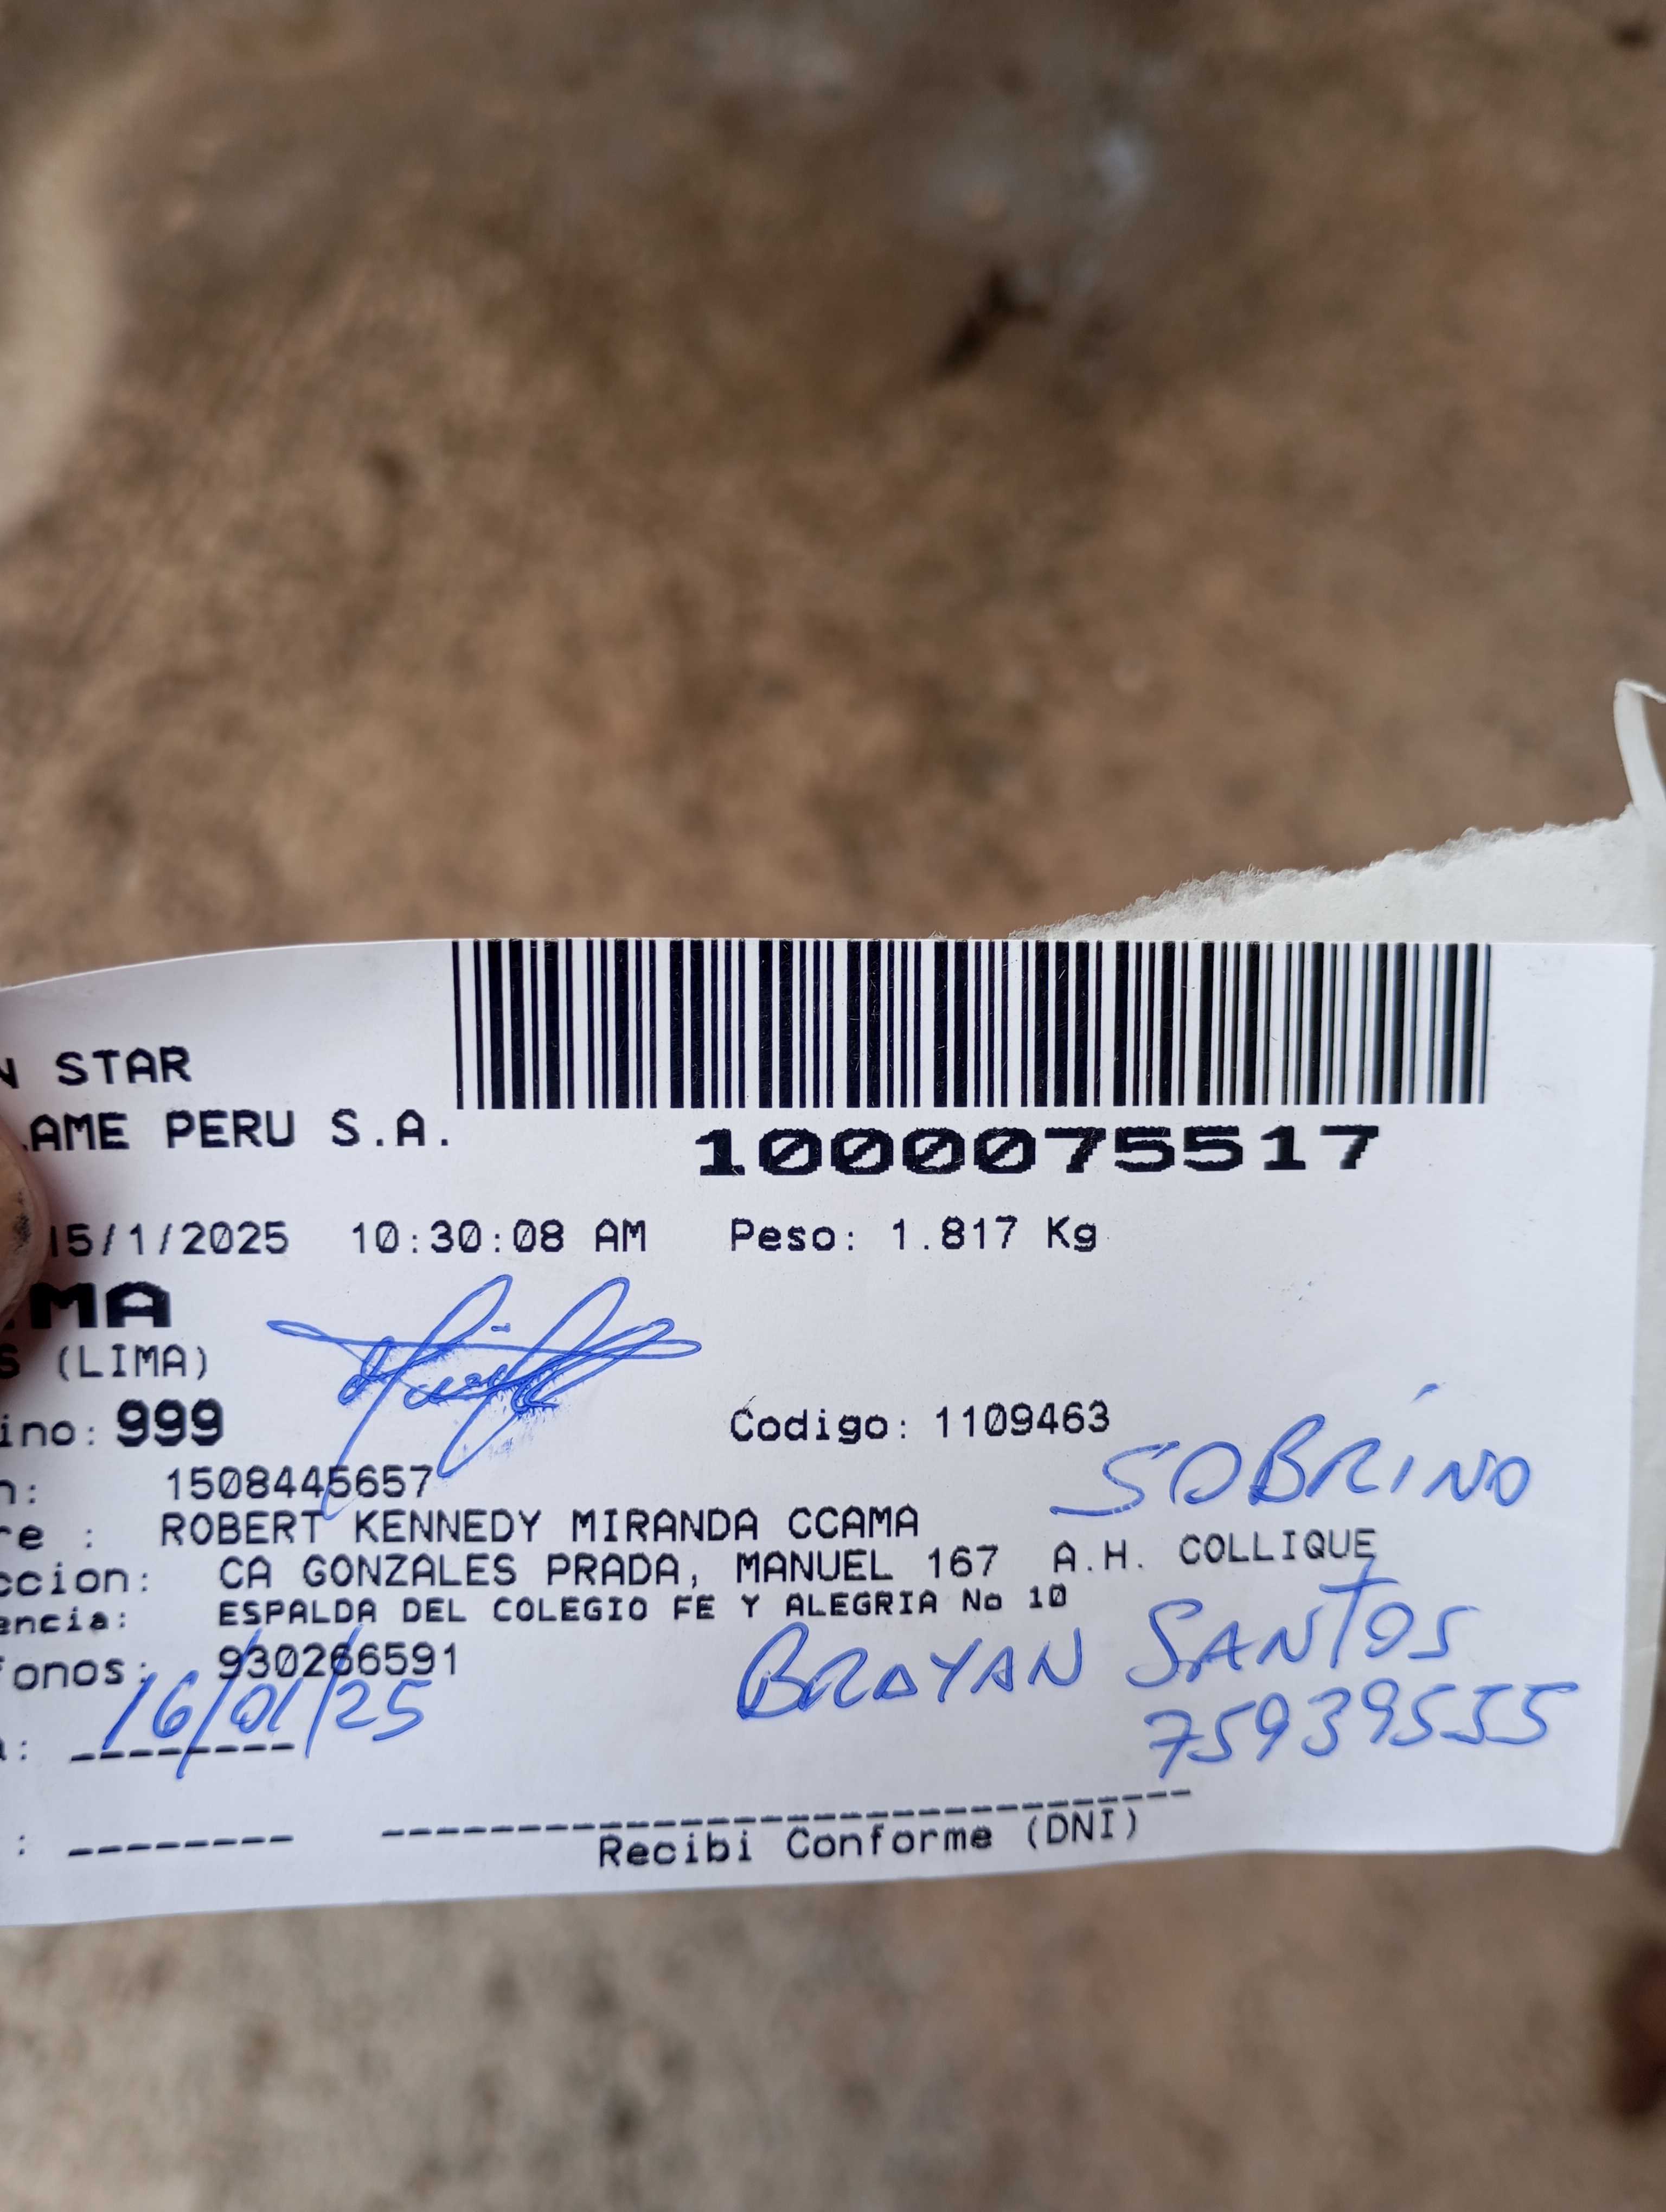 N STAR
AME PERU S.A.
1000075517
15/1/2025 10:30:08 AM Peso: 1.817 Kg
MA
S (LIMA)
ino: 999 Codigo: 1109463
SOBRINO
n: 1508445657
re : ROBERT KENNEDY MIRANDA CCAMA
ccion: CA GONZALES PRADA, MANUEL 167 A.H. COLLIQUE
encia: ESPALDA DEL COLEGIO FE Y ALEGRIA No 10
fonos: 930266591
BRAYAN SANTOS
16/01/25
75939555
a:
Recibi Conforme (DNI)